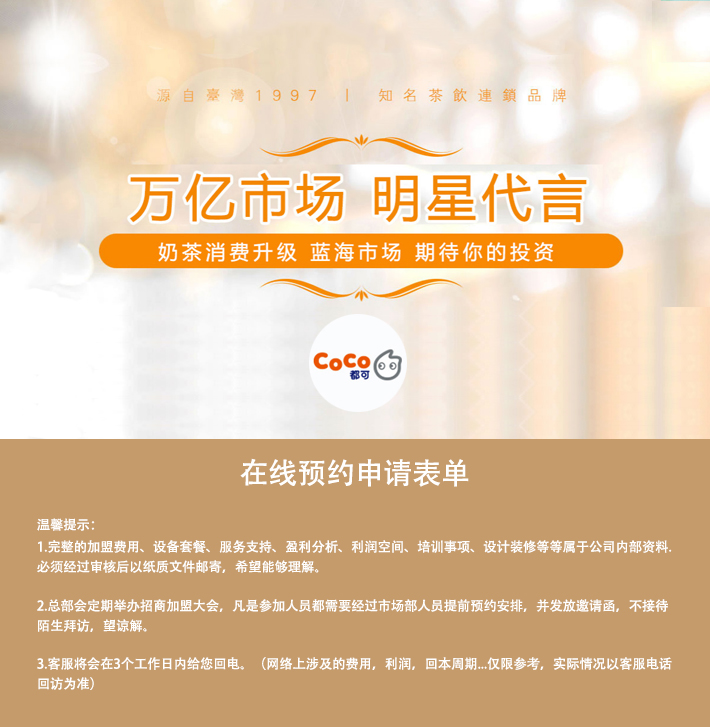 源自臺灣1997 | 知名茶飲連鎖品牌
万亿市场 明星代言
奶茶消费升级 蓝海市场 期待你的投资
CoCo
都可
在线预约申请表单
温馨提示：
1.完整的加盟费用、设备套餐、服务支持、盈利分析、利润空间、培训事项、设计装修等等属于公司内部资料.
必须经过审核后以纸质文件邮寄，希望能够理解。
2.总部会定期举办招商加盟大会，凡是参加人员都需要经过市场部人员提前预约安排，并发放邀请函，不接待
陌生拜访，望谅解。
3.客服将会在3个工作日内给您回电。（网络上涉及的费用，利润，回本周期...仅限参考，实际情况以客服电话
回访为准）